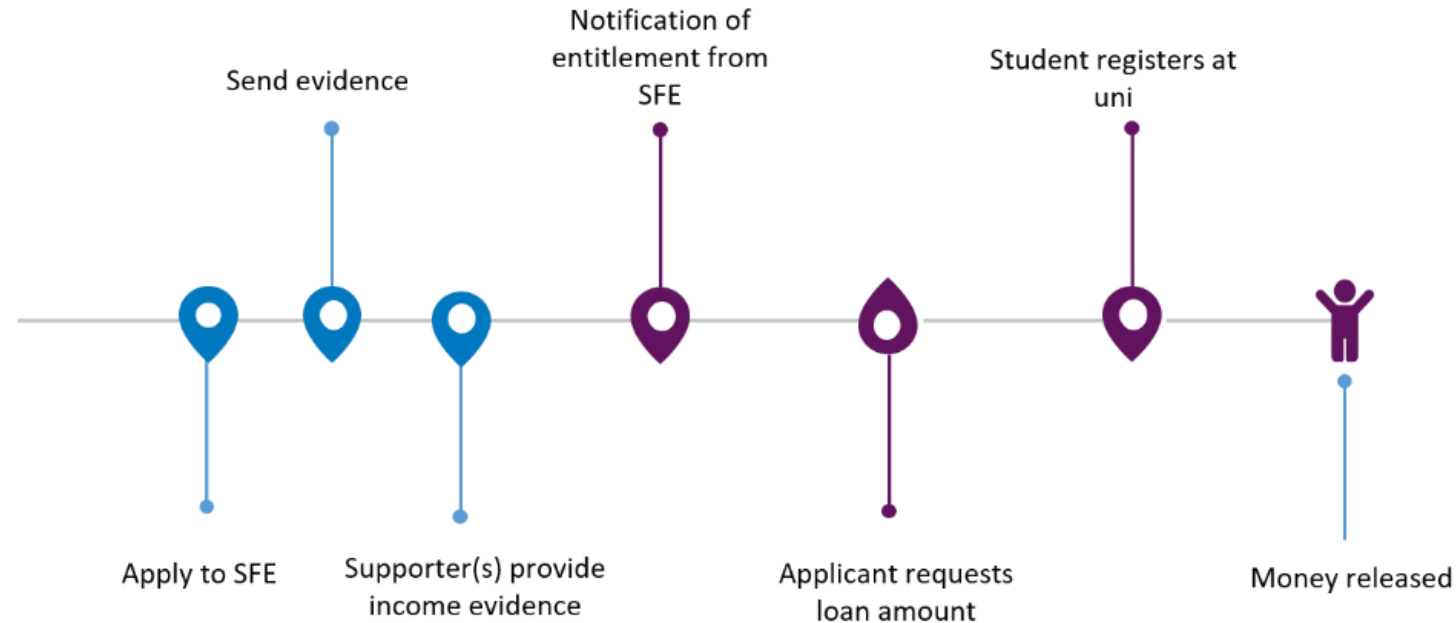 Apply to SFE
Send evidence
Supporter(s) provide
income evidence
Notification of
entitlement from
SFE
Applicant requests
loan amount
Student registers at
uni
Money released